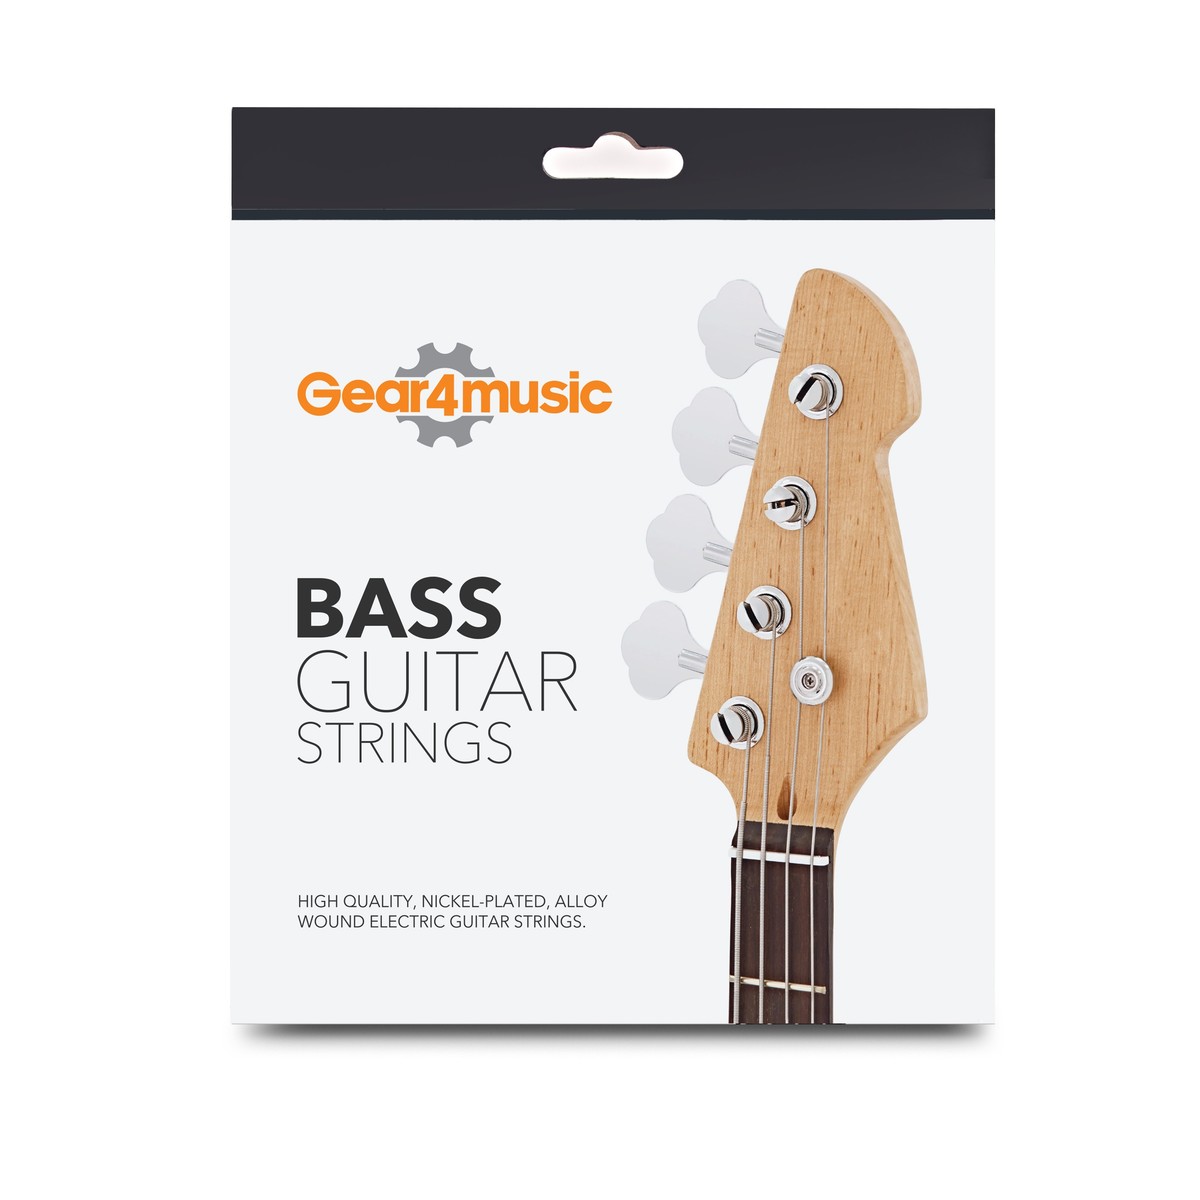 Gear4music
BASS
GUITAR
STRINGS
HIGH QUALITY, NICKEL-PLATED, ALLOY
WOUND ELECTRIC GUITAR STRINGS.